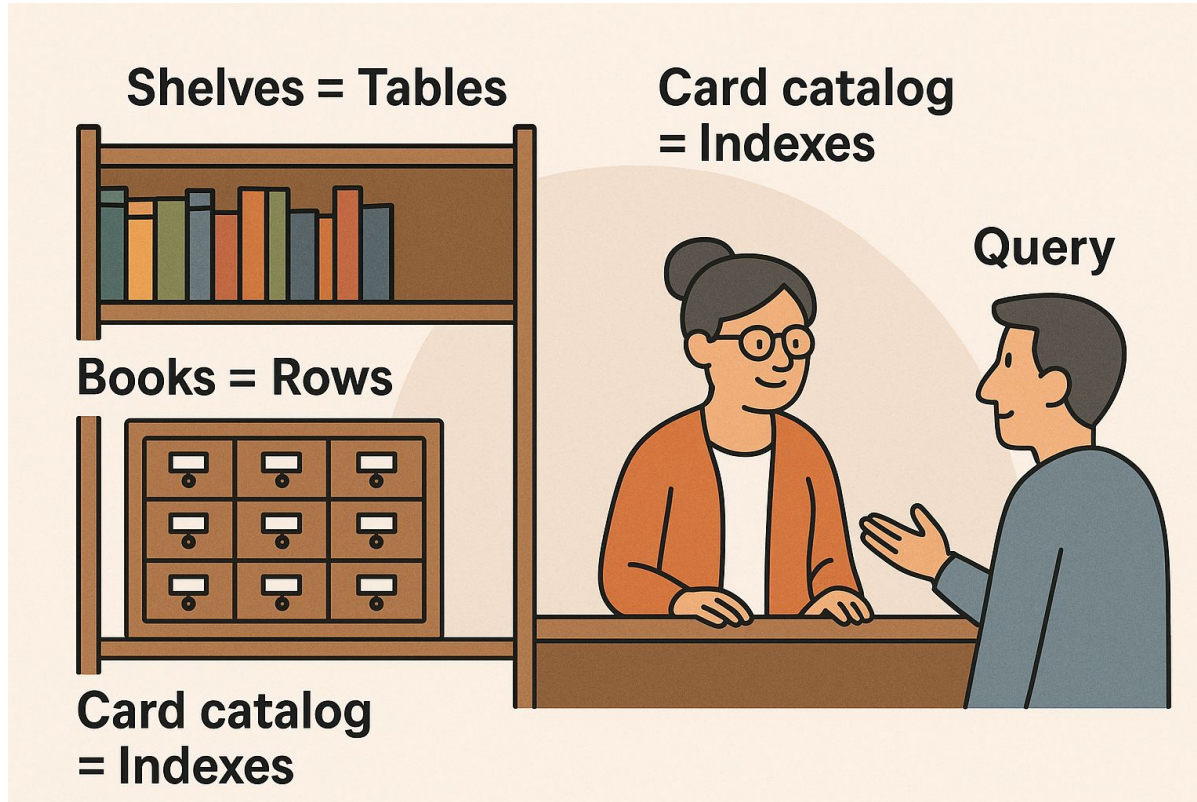 Shelves = Tables
Card catalog
= Indexes
Query
Books = Rows
Card catalog
= Indexes